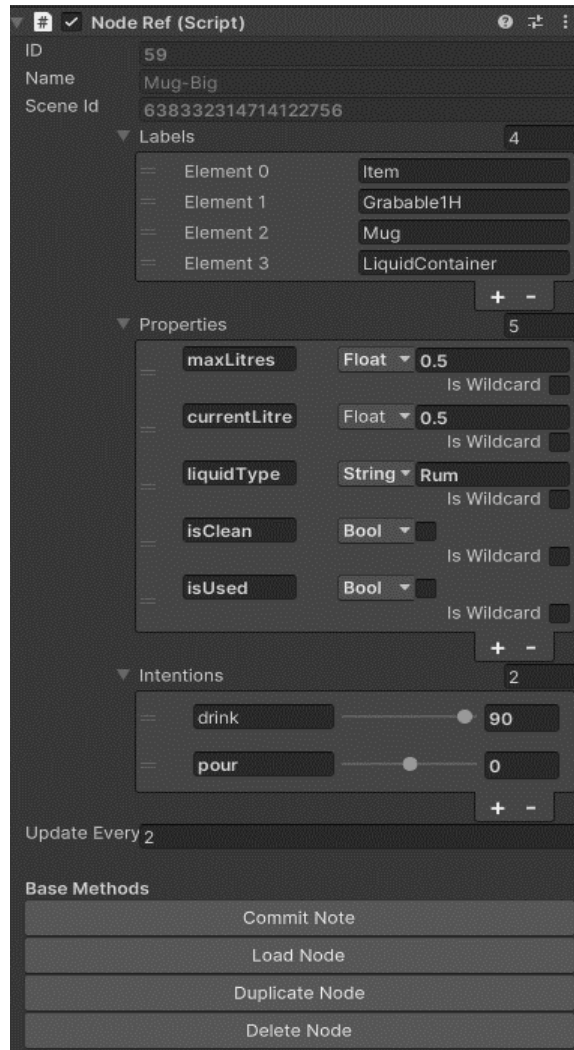 # Node Ref (Script)
ID 59
Name Mug-Big
Scene Id 638332314714122756
Labels 4
Element 0 Item
Element 1 Grabable1H
Element 2 Mug
Element 3 LiquidContainer
+ -
Properties 5
maxLitres Float 0.5
Is Wildcard
currentLitre Float 0.5
Is Wildcard
liquidType String Rum
Is Wildcard
isClean Bool
Is Wildcard
isUsed Bool
Is Wildcard
+ -
Intentions 2
drink 90
pour 0
+ -
Update Every 2
Base Methods
Commit Note
Load Node
Duplicate Node
Delete Node